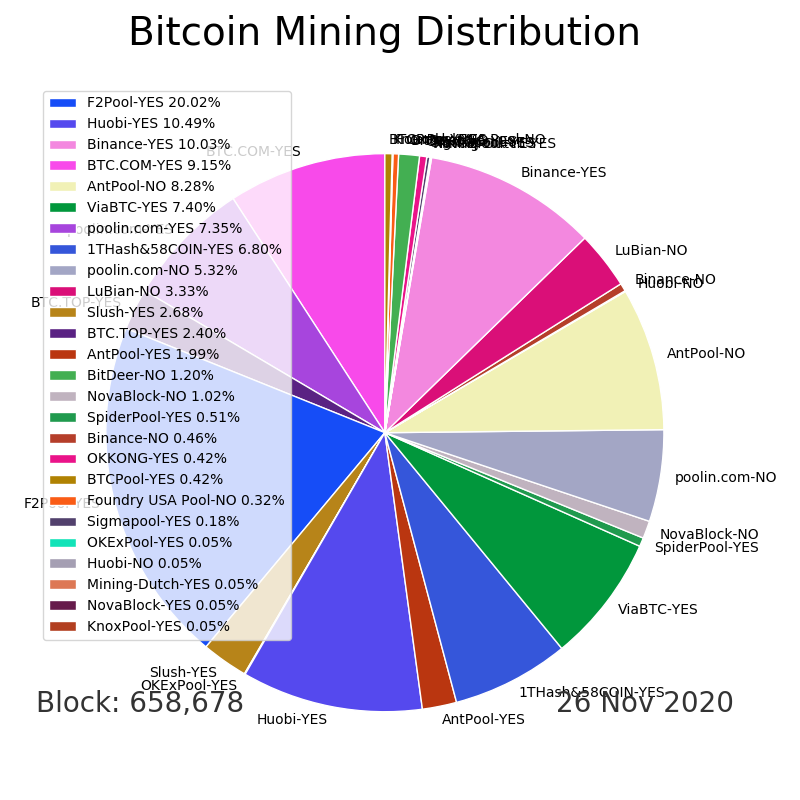 Bitcoin Mining Distribution
F2Pool-YES 20.02%
Huobi-YES 10.49%
Binance-YES 10.03%
BTC.COM-YES 9.15%
AntPool-NO 8.28%
ViaBTC-YES 7.40%
poolin.com-YES 7.35%
1THash&58COIN-YES 6.80%
poolin.com-NO 5.32%
LuBian-NO 3.33%
Slush-YES 2.68%
BTC.TOP-YES 2.40%
AntPool-YES 1.99%
BitDeer-NO 1.20%
NovaBlock-NO 1.02%
SpiderPool-YES 0.51%
Binance-NO 0.46%
OKKONG-YES 0.42%
BTCPool-YES 0.42%
Foundry USA Pool-NO 0.32%
Sigmapool-YES 0.18%
OKExPool-YES 0.05%
Huobi-NO 0.05%
Mining-Dutch-YES 0.05%
NovaBlock-YES 0.05%
KnoxPool-YES 0.05%
BTC.COM-YES
BTC.TOP-YES
Slush-YES
OKExPool-YES
Huobi-YES
AntPool-YES
1THash&58COIN-YES
ViaBTC-YES
SpiderPool-YES
NovaBlock-NO
poolin.com-NO
AntPool-NO
Huobi-NO
Binance-NO
LuBian-NO
Binance-YES
Block: 658,678
26 Nov 2020